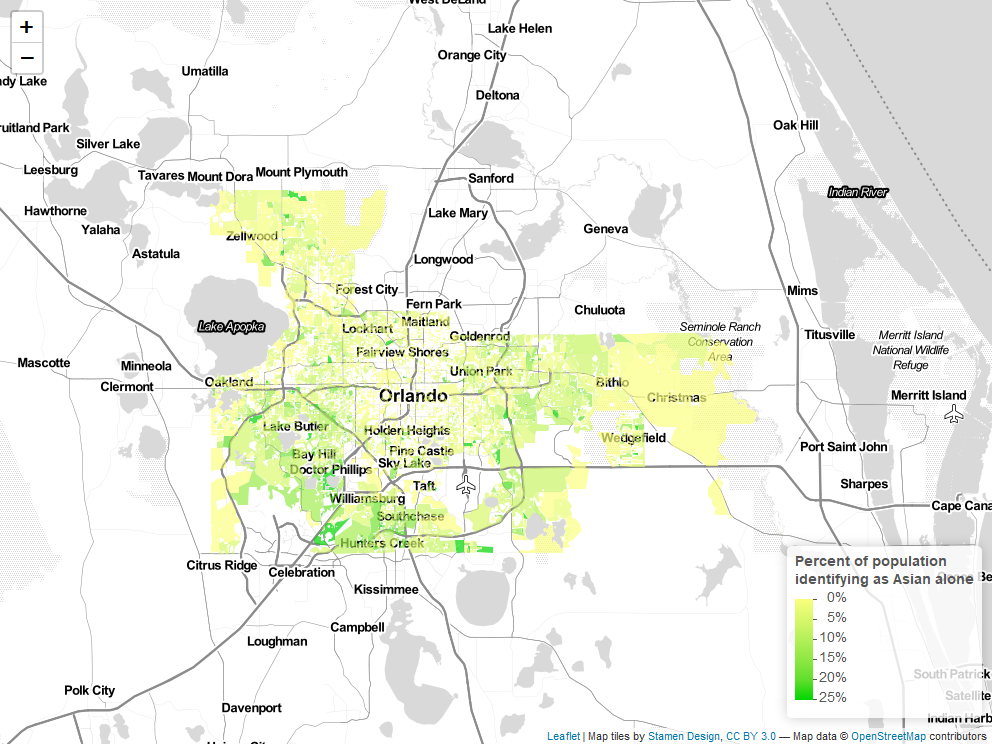 West DeLand
+
−
Lake Helen
Orange City
Umatilla
Deltona
Oak Hill
Silver Lake
Leesburg
Tavares
Mount Dora
Mount Plymouth
Sanford
Indian River
Hawthorne
Lake Mary
Yalaha
Zellwood
Geneva
Astatula
Longwood
Forest City
Mims
Fern Park
Chuluota
Lake Apopka
Lockhart
Maitland
Seminole Ranch
Conservation
Area
Titusville
Merritt Island
National Wildlife
Refuge
Goldenrod
Fairview Shores
Mascotte
Minneola
Union Park
Clermont
Oakland
Bithlo
Orlando
Christmas
Merritt Island
Lake Butler
Holden Heights
Wedgefield
Port Saint John
Bay Hill
Pine Castle
Doctor Phillips
Sky Lake
Taft
Sharpes
Williamsburg
Cape Cana
Southchase
Hunters Creek
Citrus Ridge
Celebration
Kissimmee
Percent of population
identifying as Asian alone
0%
5%
10%
15%
20%
25%
Campbell
Loughman
South Patrick
Polk City
Satellite
Davenport
Indian Harb
Leaflet | Map tiles by Stamen Design, CC BY 3.0 — Map data © OpenStreetMap contributors